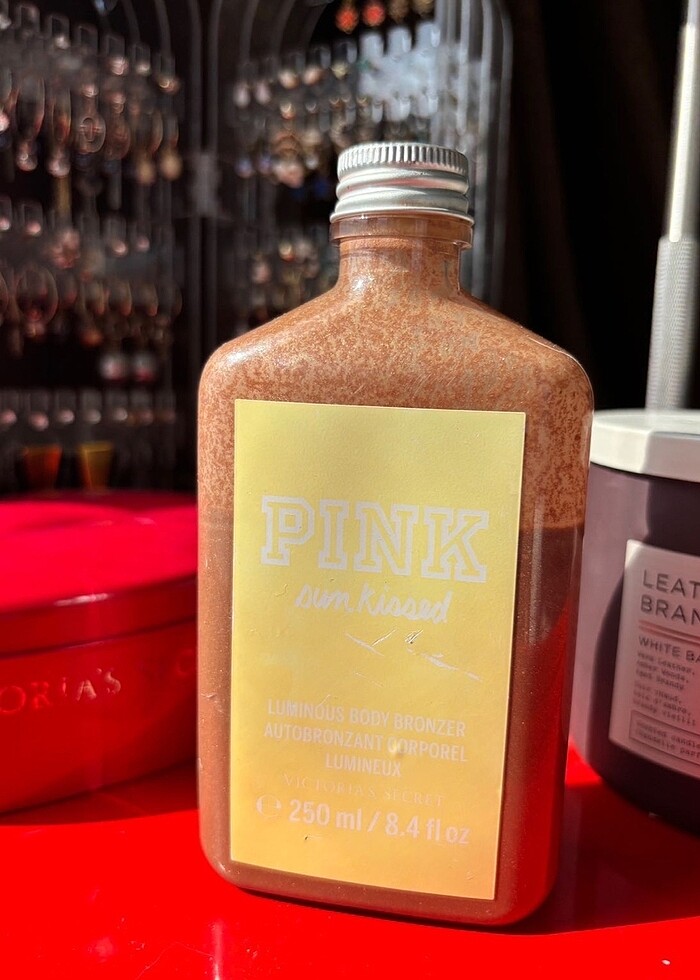 PINK
sun kissed
LUMINOUS BODY BRONZER
AUTOBRONZANT CORPOREL
LUMINEUX
VICTORIA'S SECRET
℮ 250 ml / 8.4 fl oz
ORIA'S
LEAT
BRAN
WHITE BA